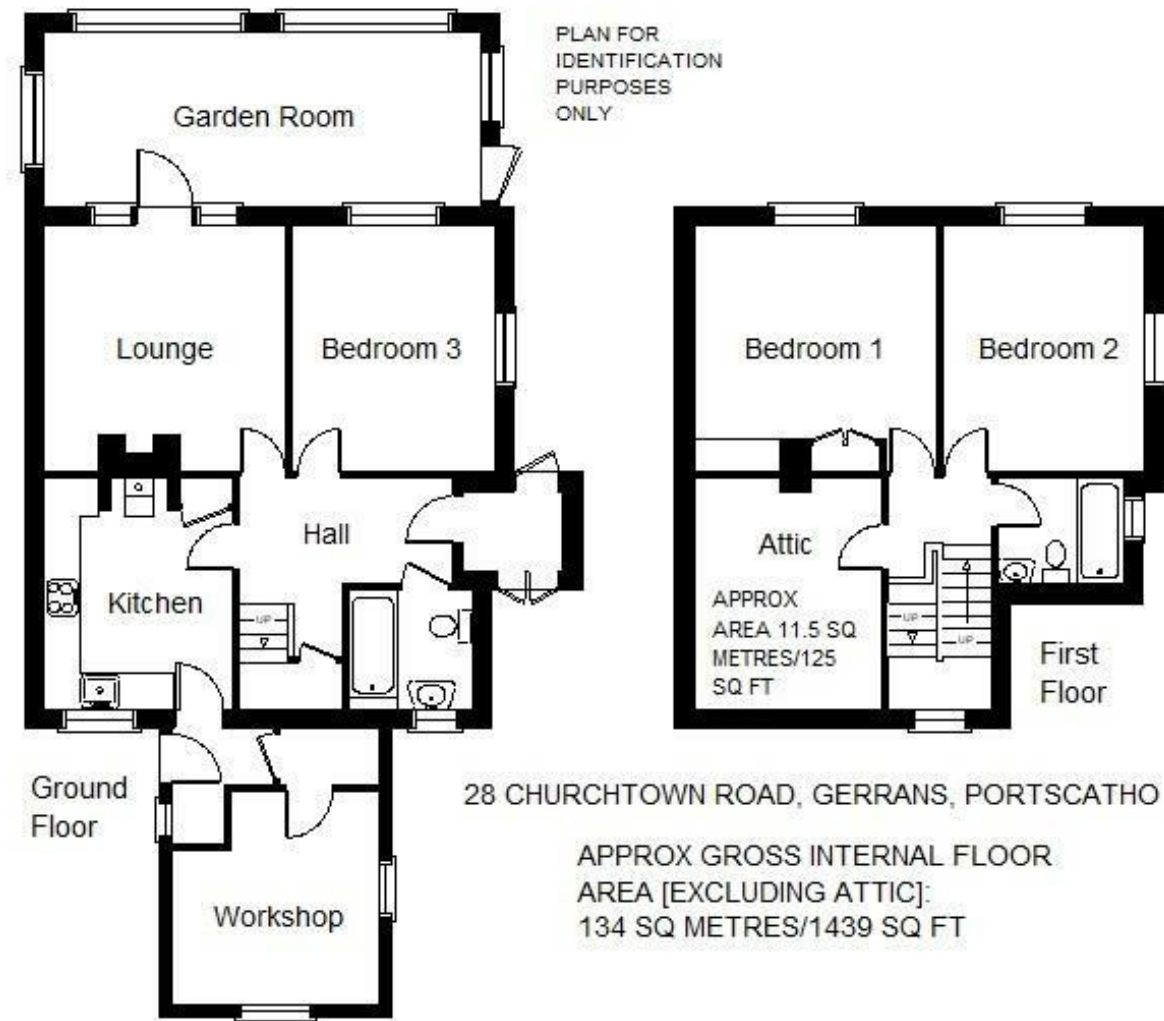 PLAN FOR
IDENTIFICATION
PURPOSES
ONLY
Garden Room
Lounge
Bedroom 3
Bedroom 1
Bedroom 2
Hall
Kitchen
UP
Attic
APPROX
AREA 11.5 SQ
METRES/125
SQ FT
UP
UP
First
Floor
Ground
Floor
Workshop
28 CHURCHTOWN ROAD, GERRANS, PORTSCATHO
APPROX GROSS INTERNAL FLOOR
AREA [EXCLUDING ATTIC]:
134 SQ METRES/1439 SQ FT